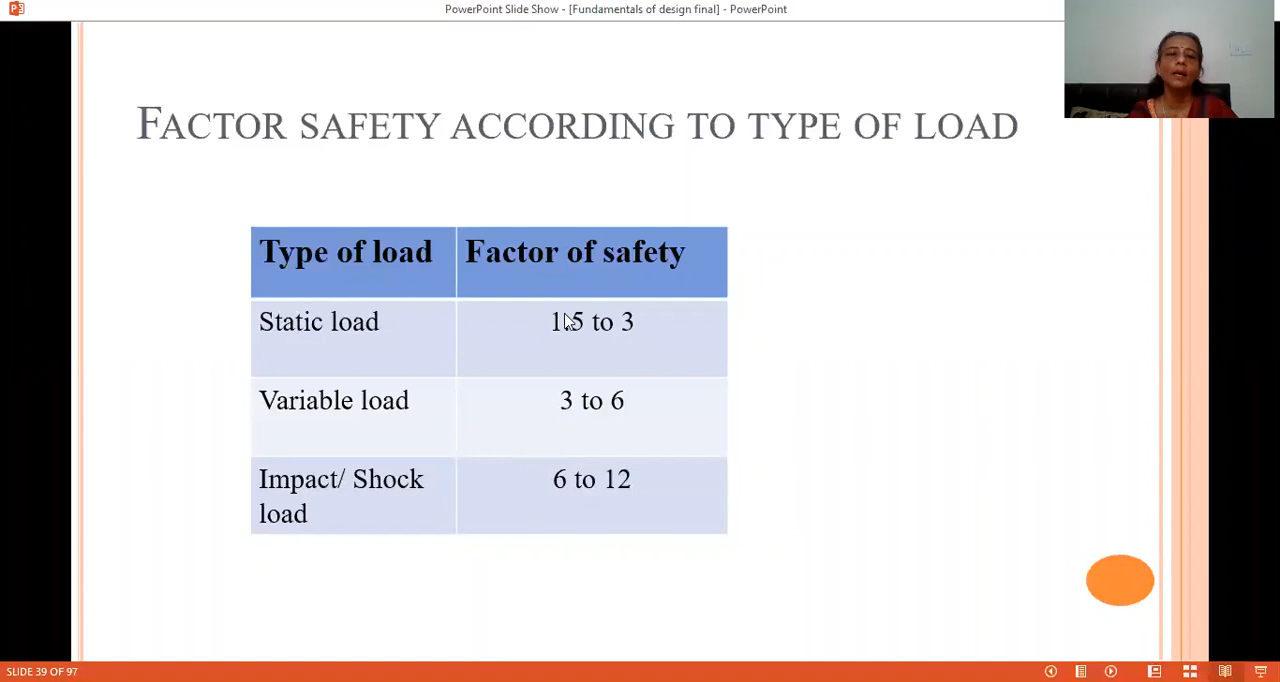 PowerPoint Slide Show - [Fundamentals of design final] - PowerPoint
FACTOR SAFETY ACCORDING TO TYPE OF LOAD
Type of load Factor of safety
Static load 1.5 to 3
Variable load 3 to 6
Impact/ Shock 6 to 12
load
SLIDE 39 OF 97